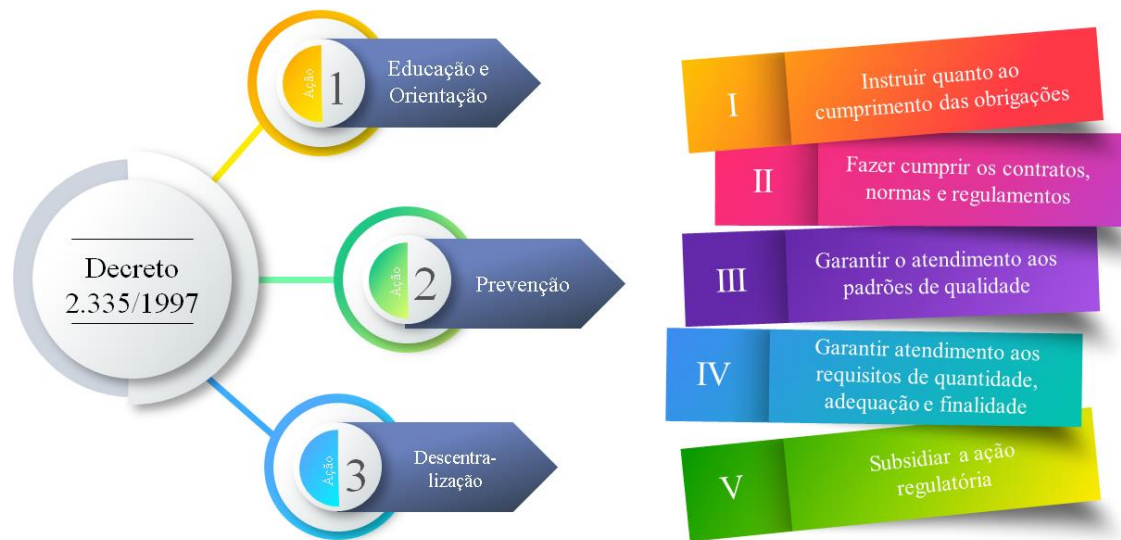 Decreto
2.335/1997
Ação
1
Educação e
Orientação
Ação
2
Prevenção
Ação
3
Descentra-
lização
I
Instruir quanto ao
cumprimento das obrigações
II
Fazer cumprir os contratos,
normas e regulamentos
III
Garantir o atendimento aos
padrões de qualidade
IV
Garantir atendimento aos
requisitos de quantidade,
adequação e finalidade
V
Subsidiar a ação
regulatória